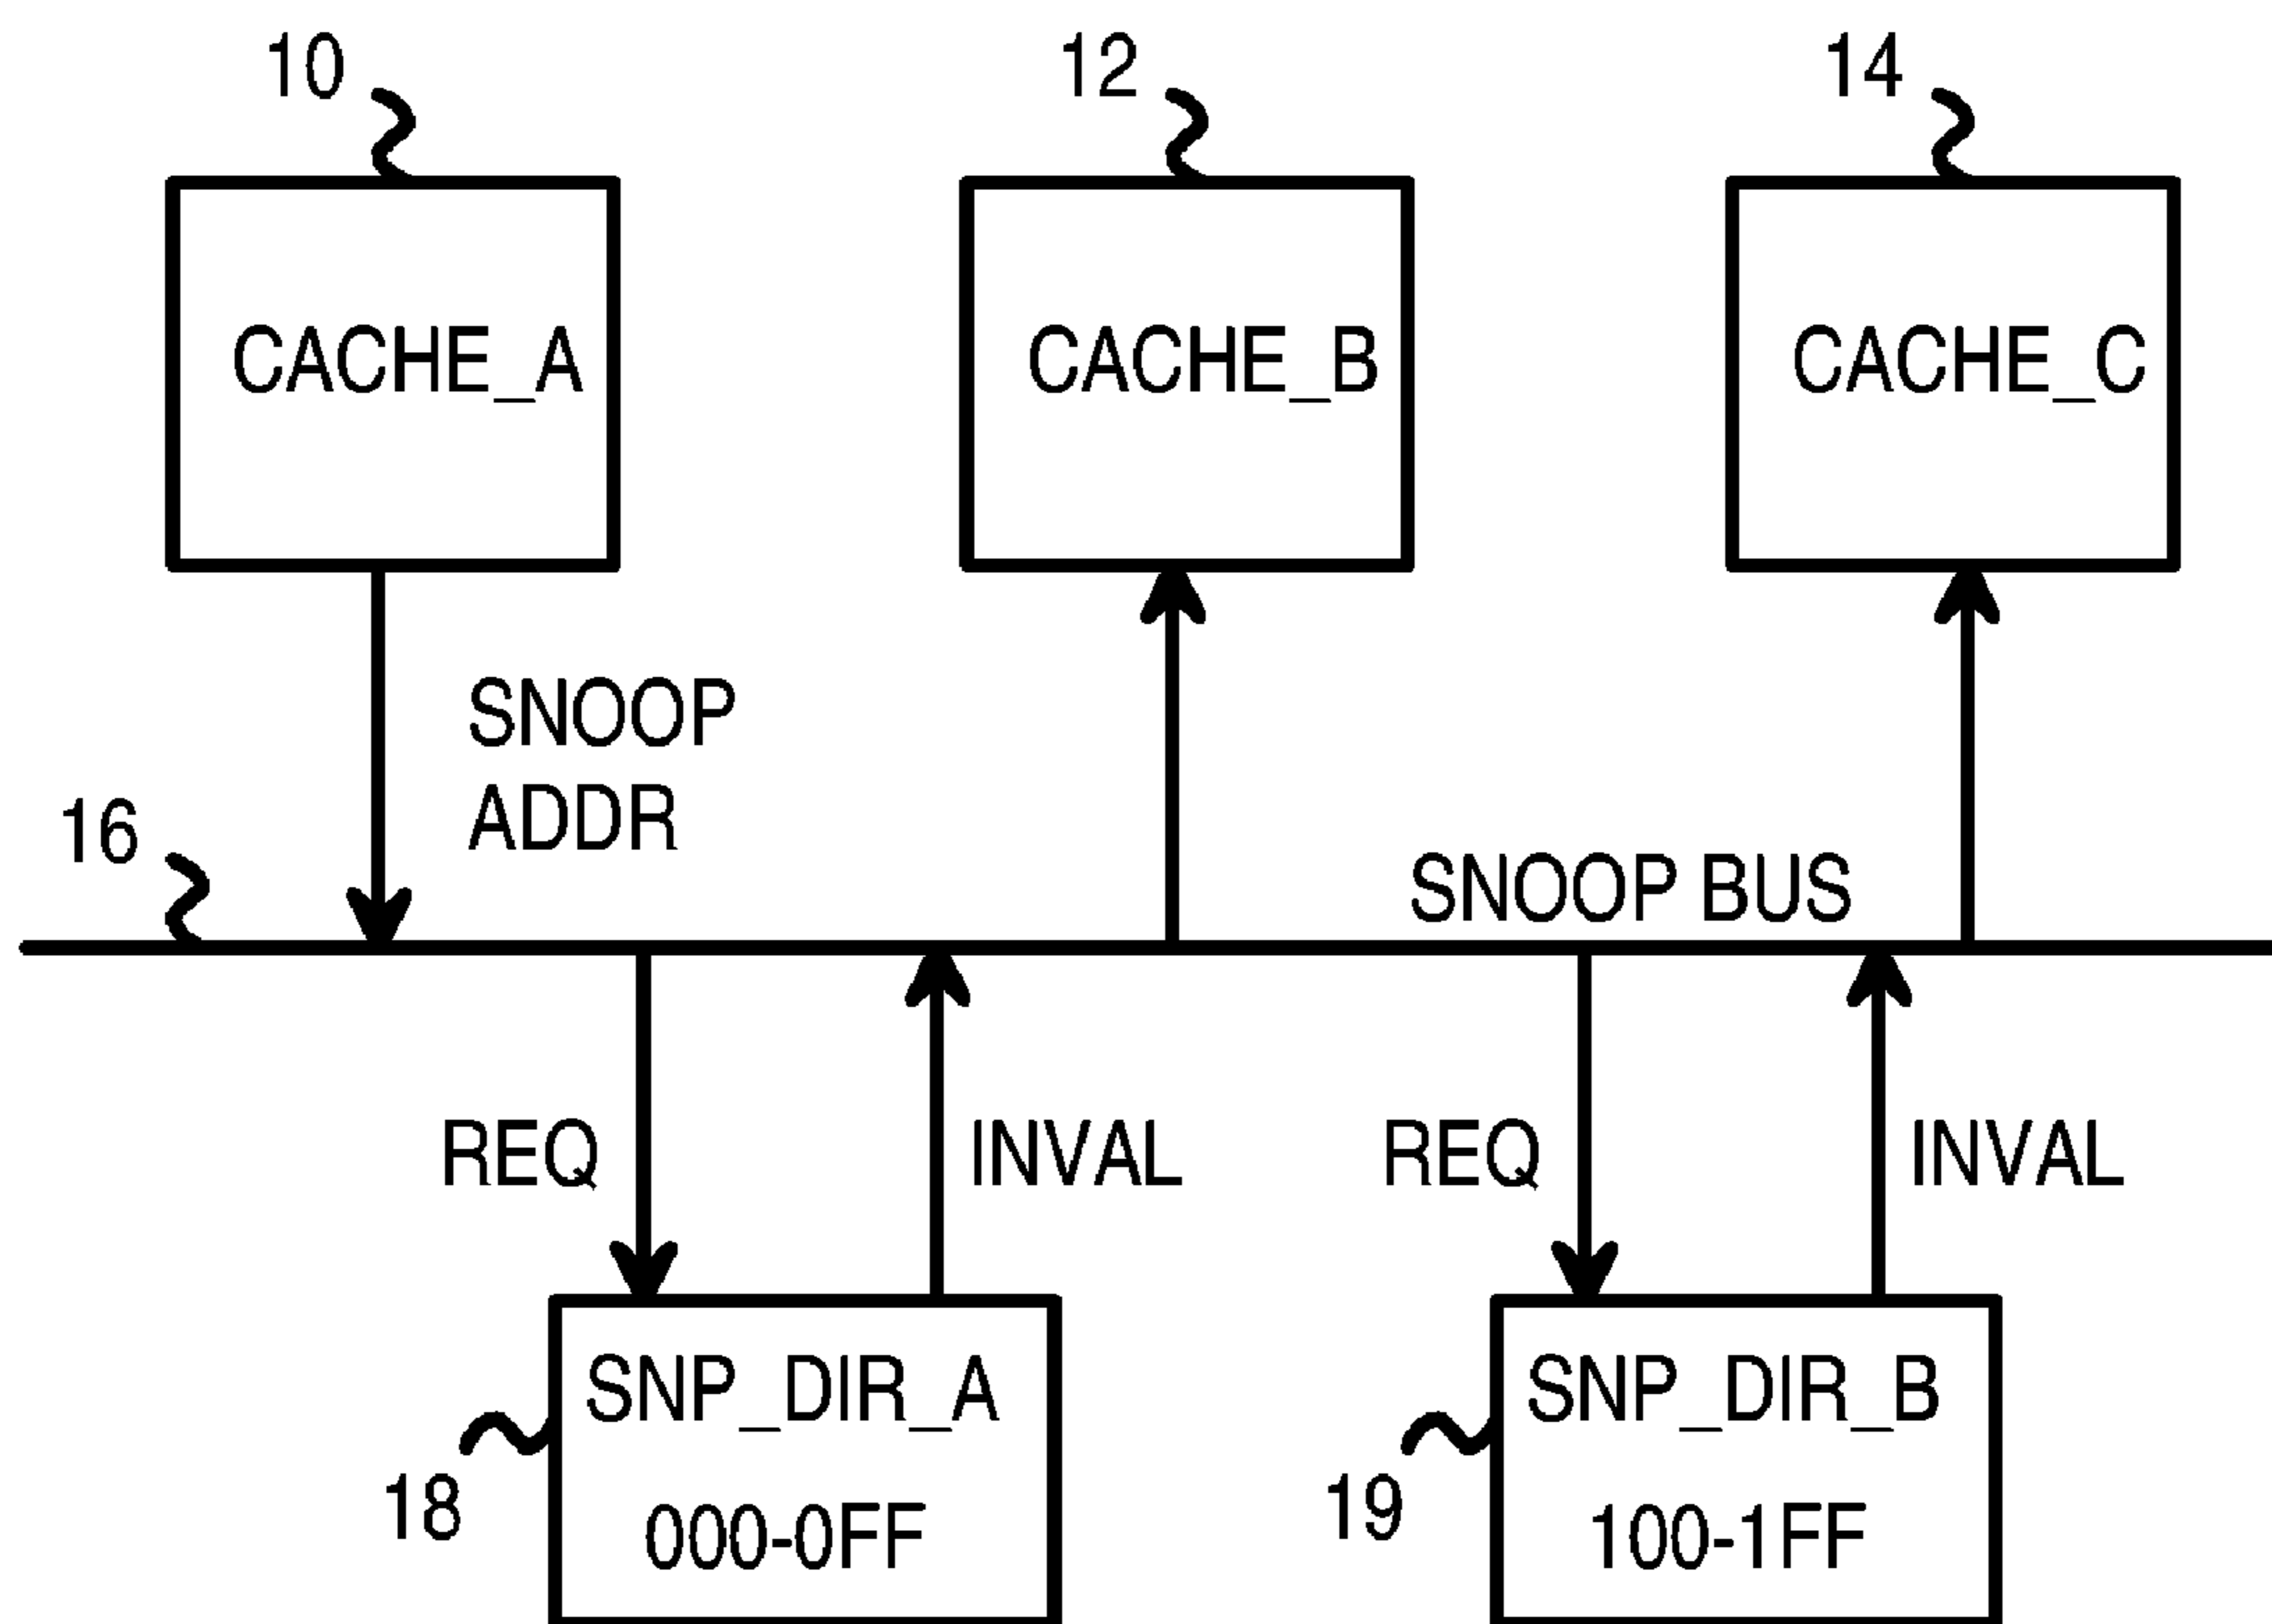 10
12
14
CACHE_A
CACHE_B
CACHE_C
SNOOP
ADDR
16
SNOOP BUS
REQ
INVAL
REQ
INVAL
SNP_DIR_A
SNP_DIR_B
18
000-0FF
19
100-1FF